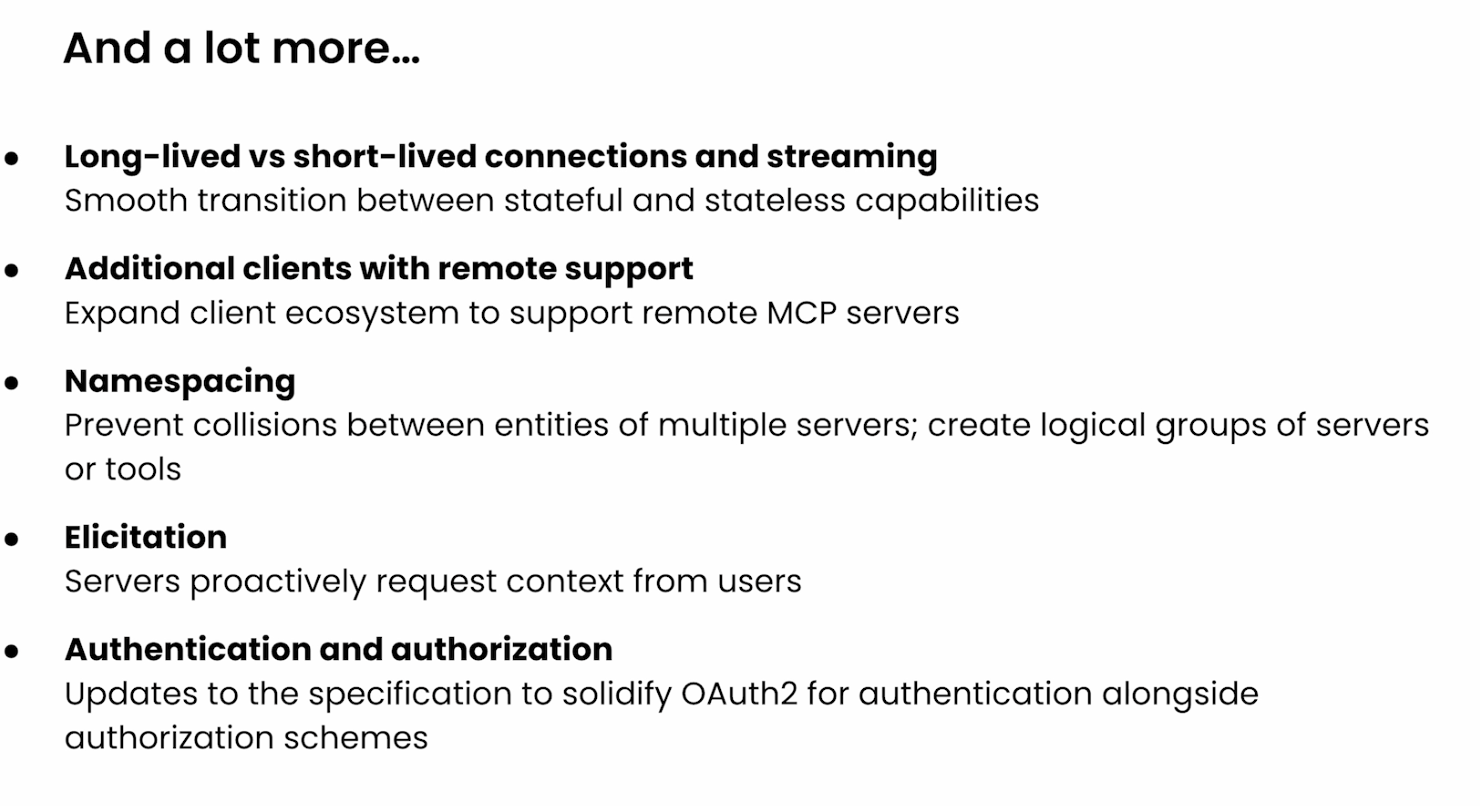 And a lot more...
• Long-lived vs short-lived connections and streaming
Smooth transition between stateful and stateless capabilities
• Additional clients with remote support
Expand client ecosystem to support remote MCP servers
• Namespacing
Prevent collisions between entities of multiple servers; create logical groups of servers
or tools
• Elicitation
Servers proactively request context from users
• Authentication and authorization
Updates to the specification to solidify OAuth2 for authentication alongside
authorization schemes